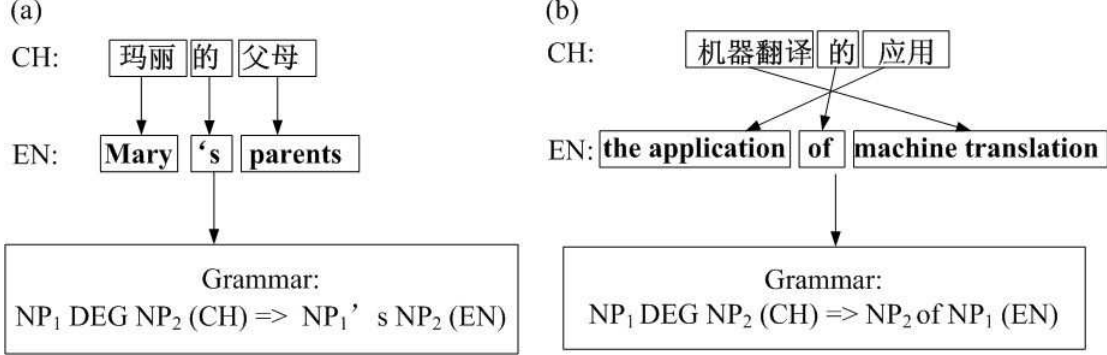 (a)
CH: 玛丽 的 父母
EN: Mary ‘s parents
Grammar:
NP₁ DEG NP₂ (CH) => NP₁’ s NP₂ (EN)
(b)
CH: 机器翻译 的 应用
EN: the application of machine translation
Grammar:
NP₁ DEG NP₂ (CH) => NP₂ of NP₁ (EN)